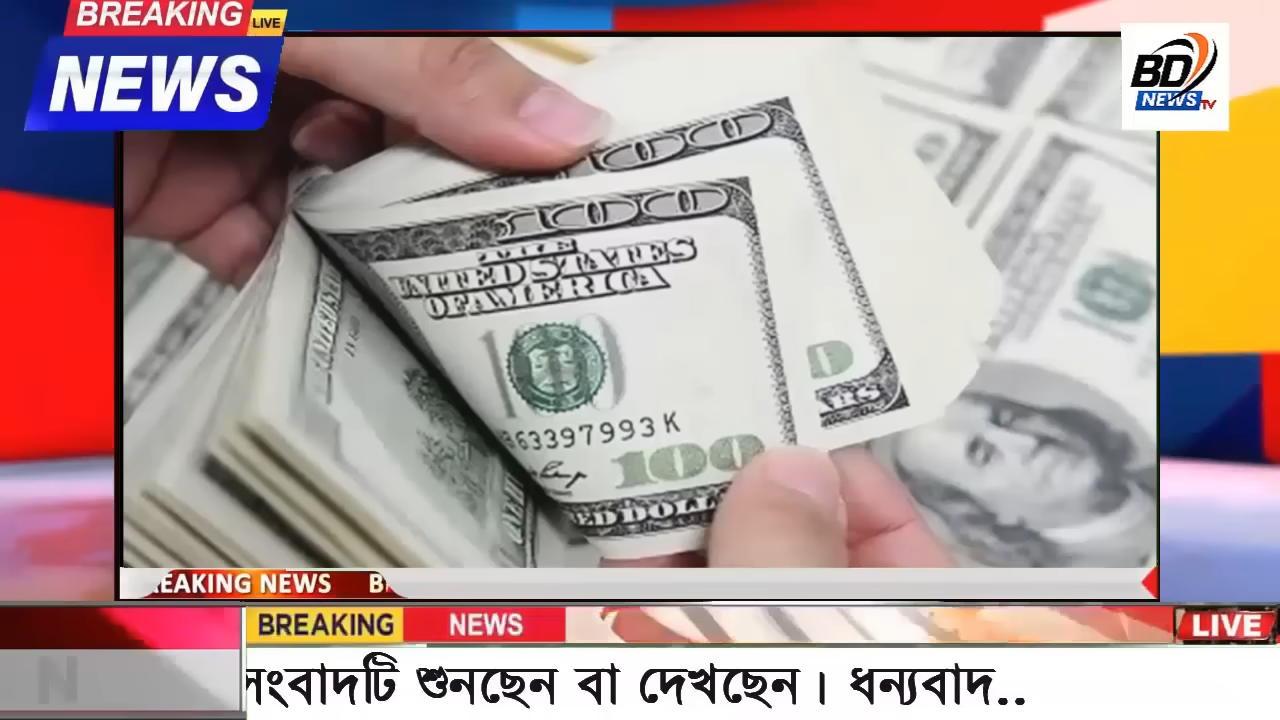 BREAKING
LIVE
NEWS
BD
NEWS TV
100
100
THE
UNITED STATES
OF AMERICA
63397993 K
100
EAKING NEWS
BREAKING
NEWS
LIVE
N
সংবাদটি শুনছেন বা দেখছেন। ধন্যবাদ..